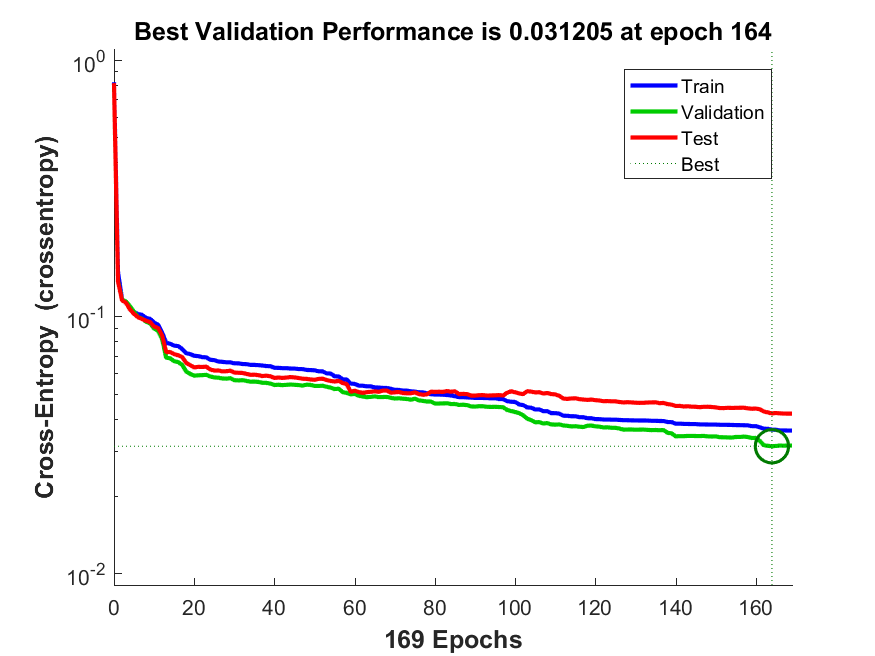 Best Validation Performance is 0.031205 at epoch 164
Cross-Entropy (crossentropy)
10^0
10^-1
10^-2
Train
Validation
Test
Best
0 20 40 60 80 100 120 140 160
169 Epochs